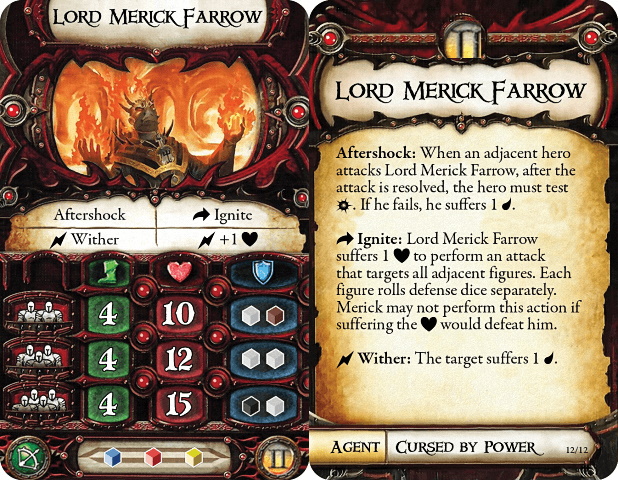 LORD MERICK FARROW
Aftershock
Ignite
Wither
+1
4 10
4 12
4 15
II
II
LORD MERICK FARROW
Aftershock: When an adjacent hero
attacks Lord Merick Farrow, after the
attack is resolved, the hero must test
. If he fails, he suffers 1 .
Ignite: Lord Merick Farrow
suffers 1 to perform an attack
that targets all adjacent figures. Each
figure rolls defense dice separately.
Merick may not perform this action if
suffering the would defeat him.
Wither: The target suffers 1 .
AGENT CURSED BY POWER 12/12